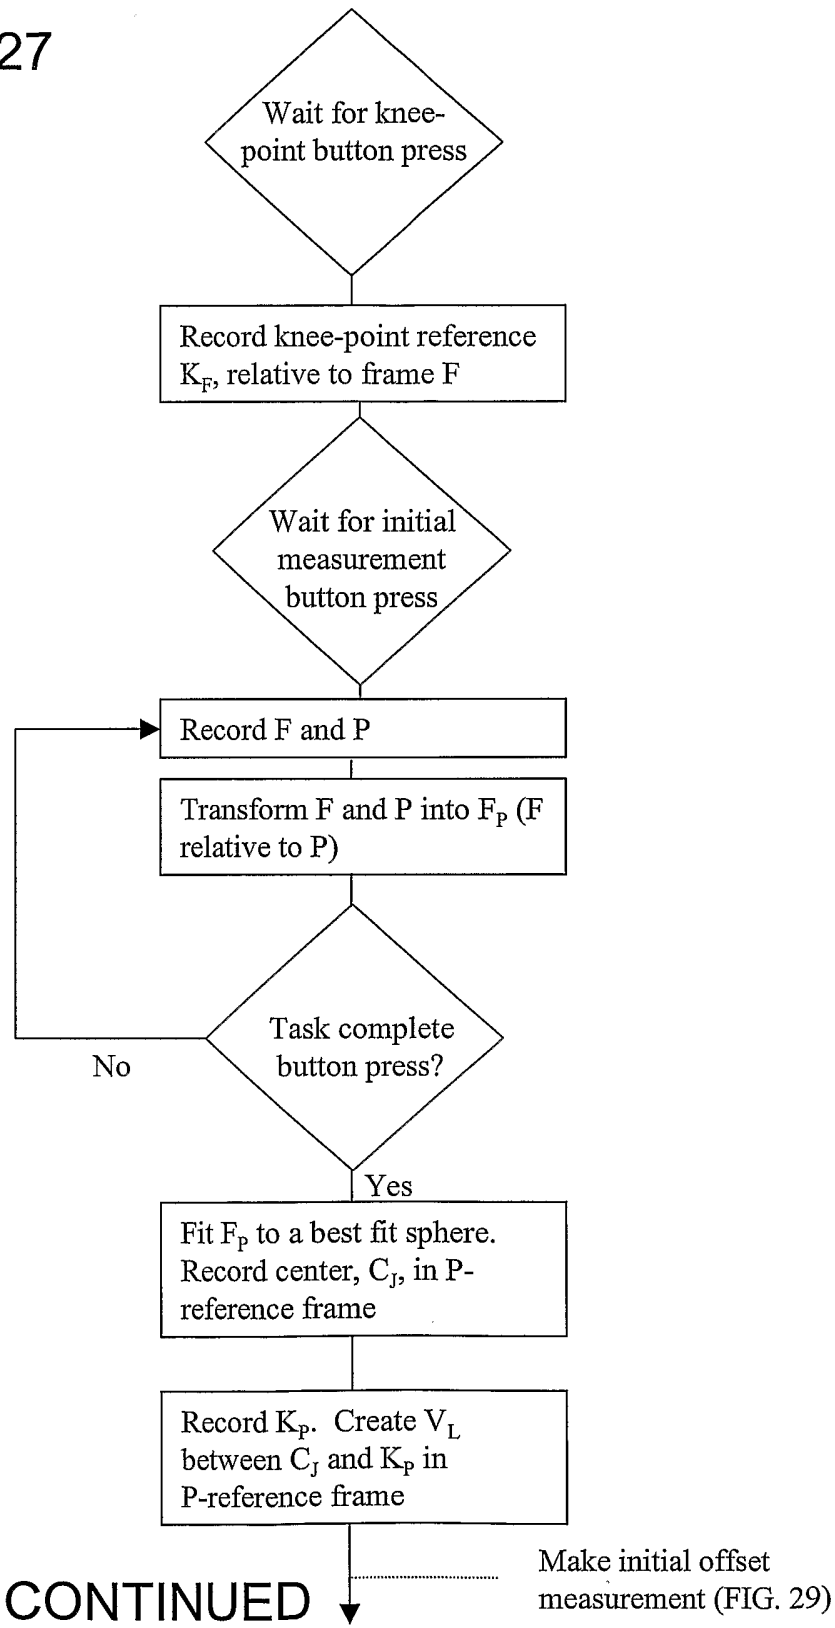 27
Wait for knee-
point button press
Record knee-point reference
K_F, relative to frame F
Wait for initial
measurement
button press
Record F and P
Transform F and P into F_P (F
relative to P)
Task complete
button press?
No
Yes
Fit F_P to a best fit sphere.
Record center, C_J, in P-
reference frame
Record K_P. Create V_L
between C_J and K_P in
P-reference frame
Make initial offset
measurement (FIG. 29)
CONTINUED